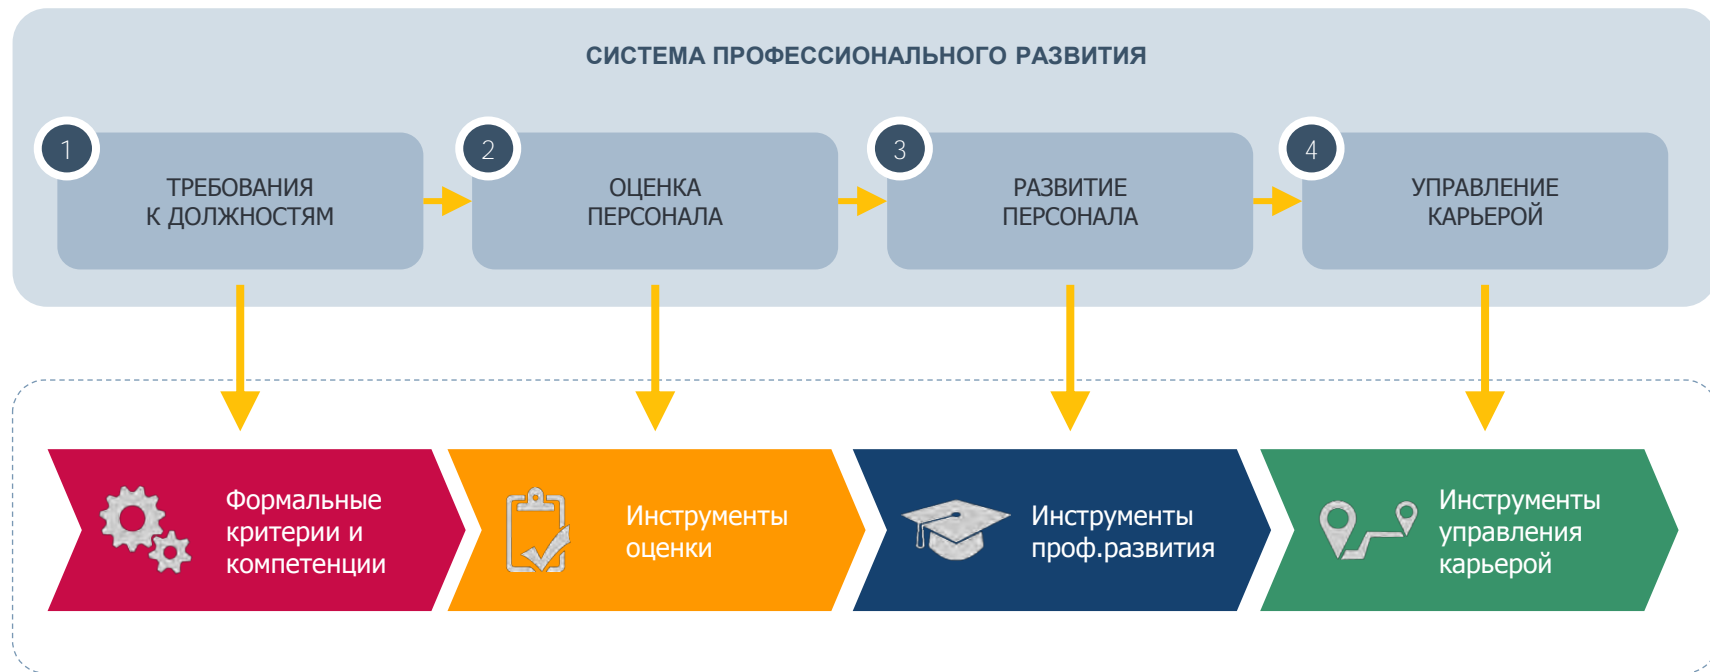 СИСТЕМА ПРОФЕССИОНАЛЬНОГО РАЗВИТИЯ
1
ТРЕБОВАНИЯ
К ДОЛЖНОСТЯМ
2
ОЦЕНКА
ПЕРСОНАЛА
3
РАЗВИТИЕ
ПЕРСОНАЛА
4
УПРАВЛЕНИЕ
КАРЬЕРОЙ
Формальные
критерии и
компетенции
Инструменты
оценки
Инструменты
проф.развития
Инструменты
управления
карьерой